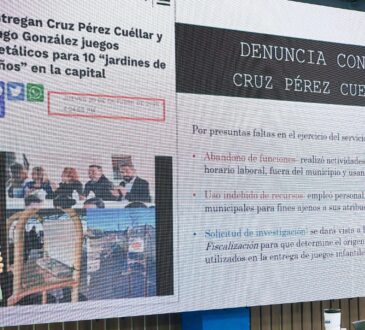 ntregan Cruz Pérez Cuéllar y
go González juegos
etálicos para 10 “jardines de
ños” en la capital
DENUNCIA CON
CRUZ PÉREZ CUE
Por presuntas faltas en el ejercicio del servicio
Abandono de funciones- realizó actividades
horario laboral, fuera del municipio y usan
Uso indebido de recursos- empleó personal
municipales para fines ajenos a sus atribu
Solicitud de investigación- se dará vista a l
Fiscalización para que determine el origen
utilizados en la entrega de juegos infantile